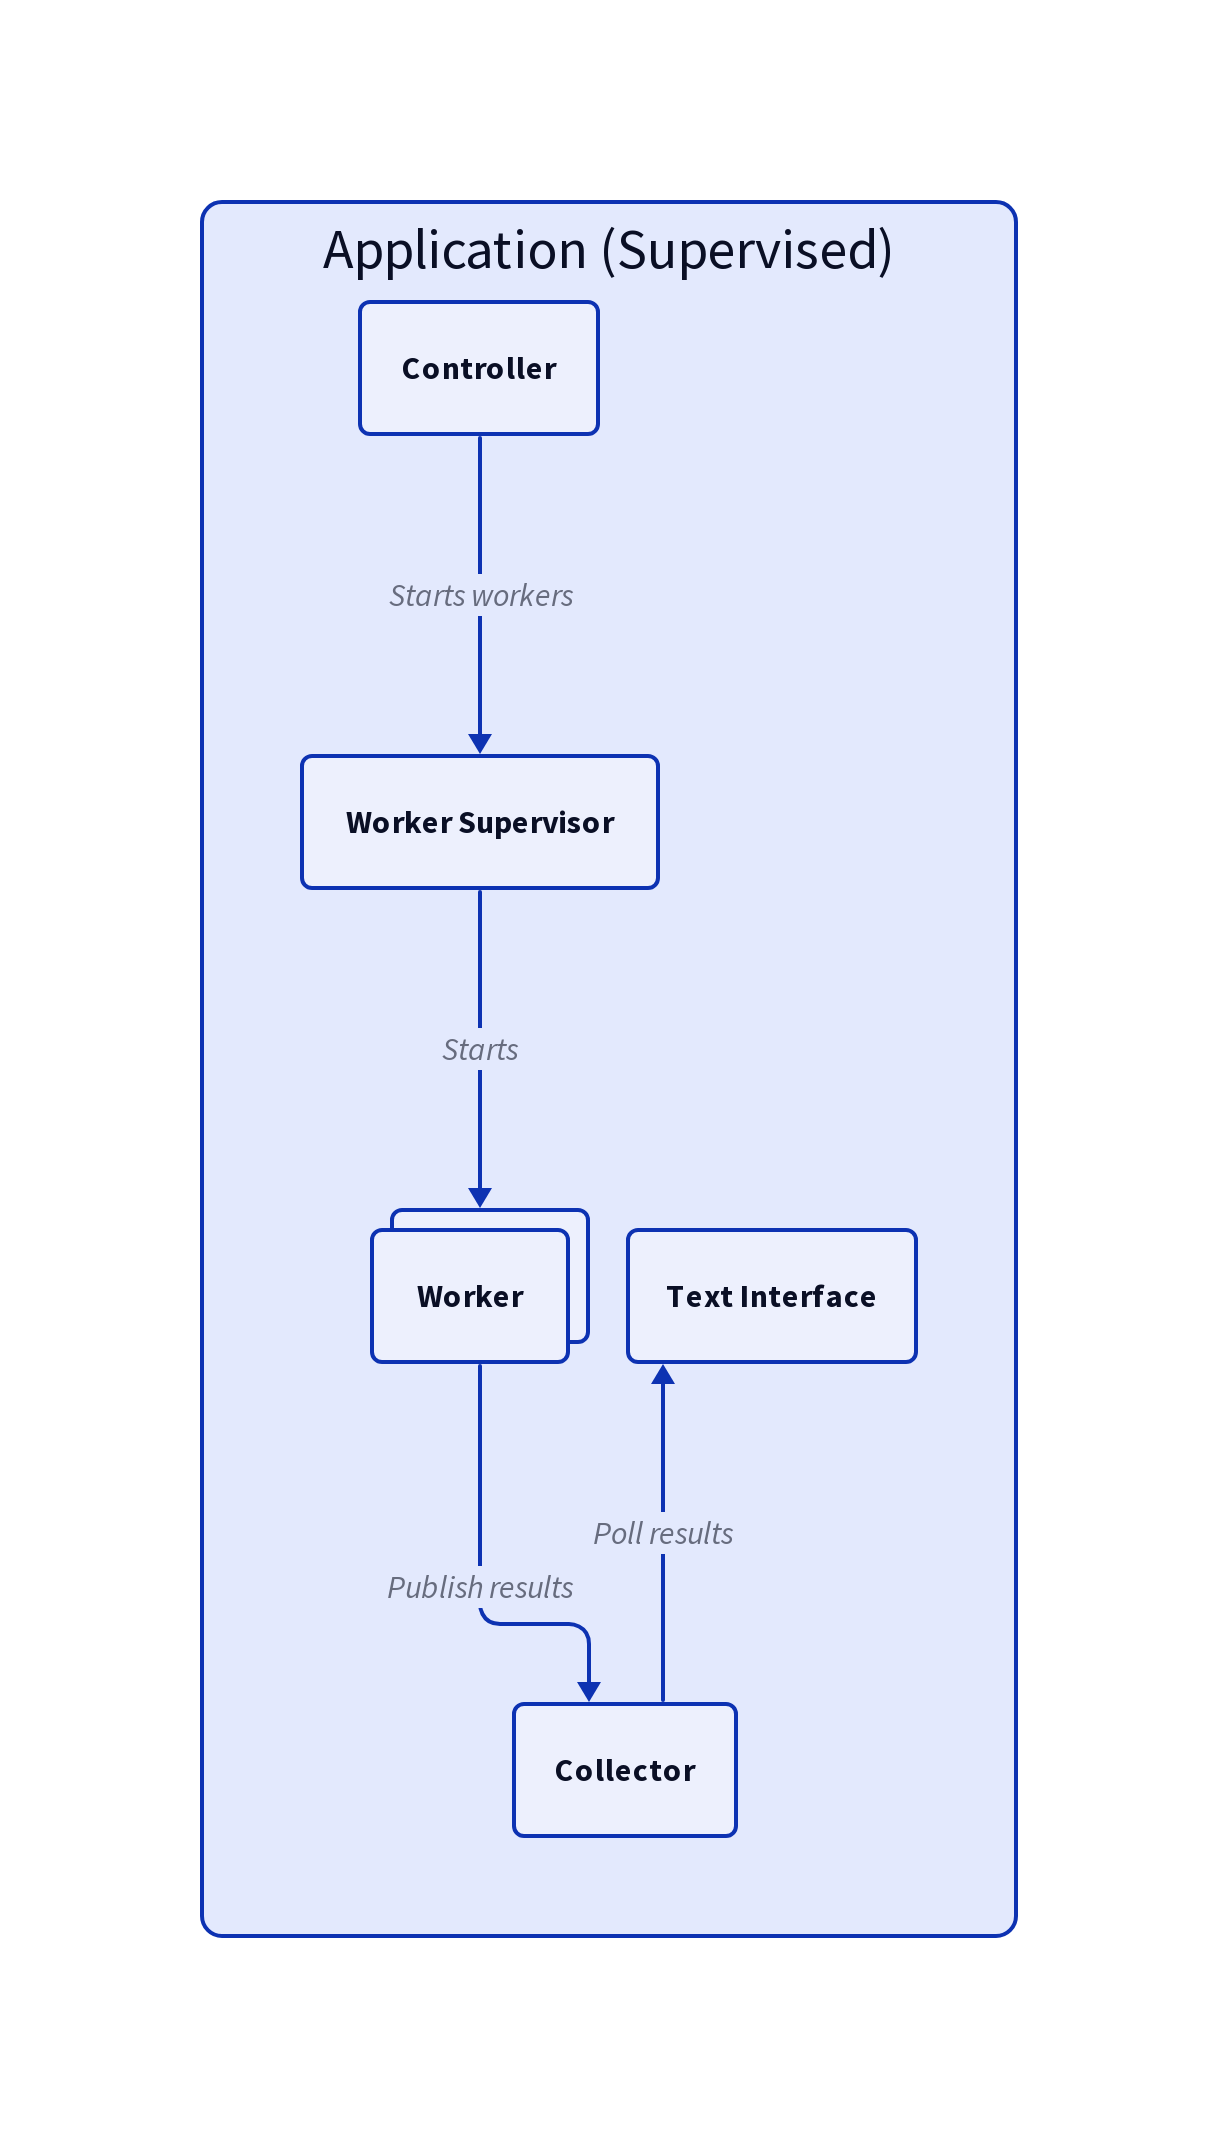 Application (Supervised)
Controller
Starts workers
Worker Supervisor
Starts
Worker
Text Interface
Poll results
Publish results
Collector